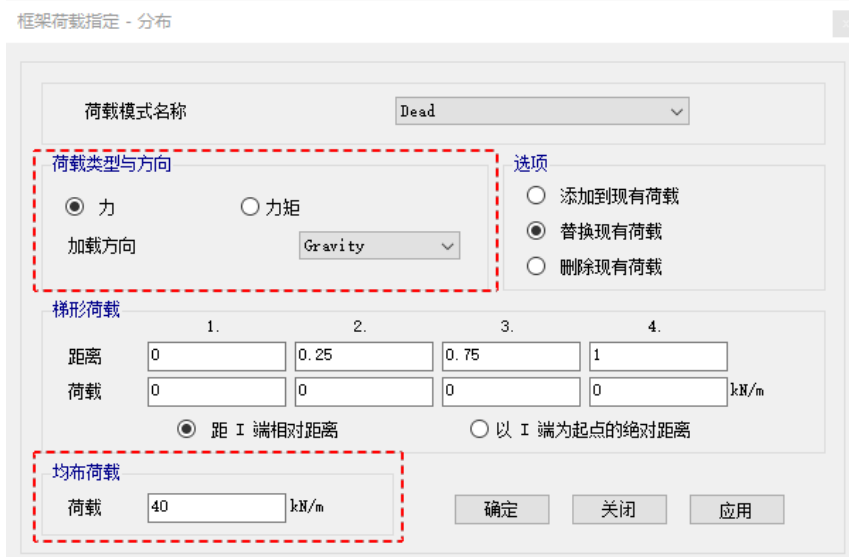 框架荷载指定 - 分布
荷载模式名称 Dead
荷载类型与方向
力 力矩
加载方向 Gravity
选项
添加到现有荷载
替换现有荷载
删除现有荷载
梯形荷载
1. 2. 3. 4.
距离 0 0.25 0.75 1
荷载 0 0 0 0 kN/m
距 I 端相对距离 以 I 端为起点的绝对距离
均布荷载
荷载 40 kN/m
确定 关闭 应用